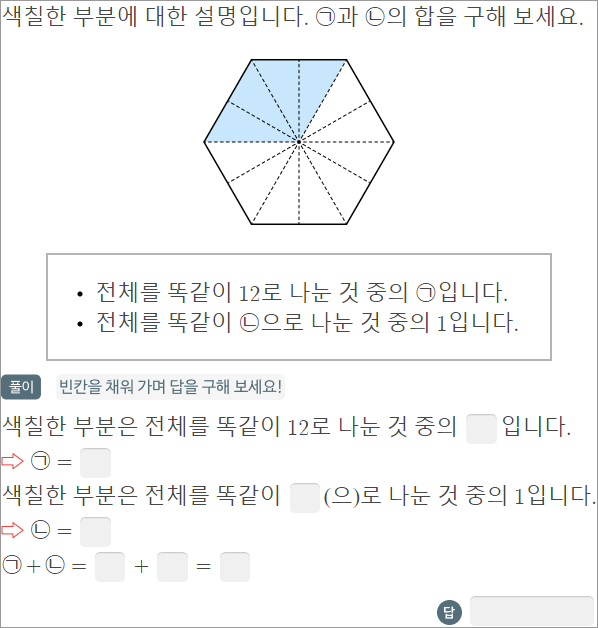 색칠한 부분에 대한 설명입니다. ㉠과 ㉡의 합을 구해 보세요.
• 전체를 똑같이 12로 나눈 것 중의 ㉠입니다.
• 전체를 똑같이 ㉡으로 나눈 것 중의 1입니다.
풀이 빈칸을 채워 가며 답을 구해 보세요!
색칠한 부분은 전체를 똑같이 12로 나눈 것 중의 입니다.
⇨ ㉠ =
색칠한 부분은 전체를 똑같이 (으)로 나눈 것 중의 1입니다.
⇨ ㉡ =
㉠+㉡ = + =
답